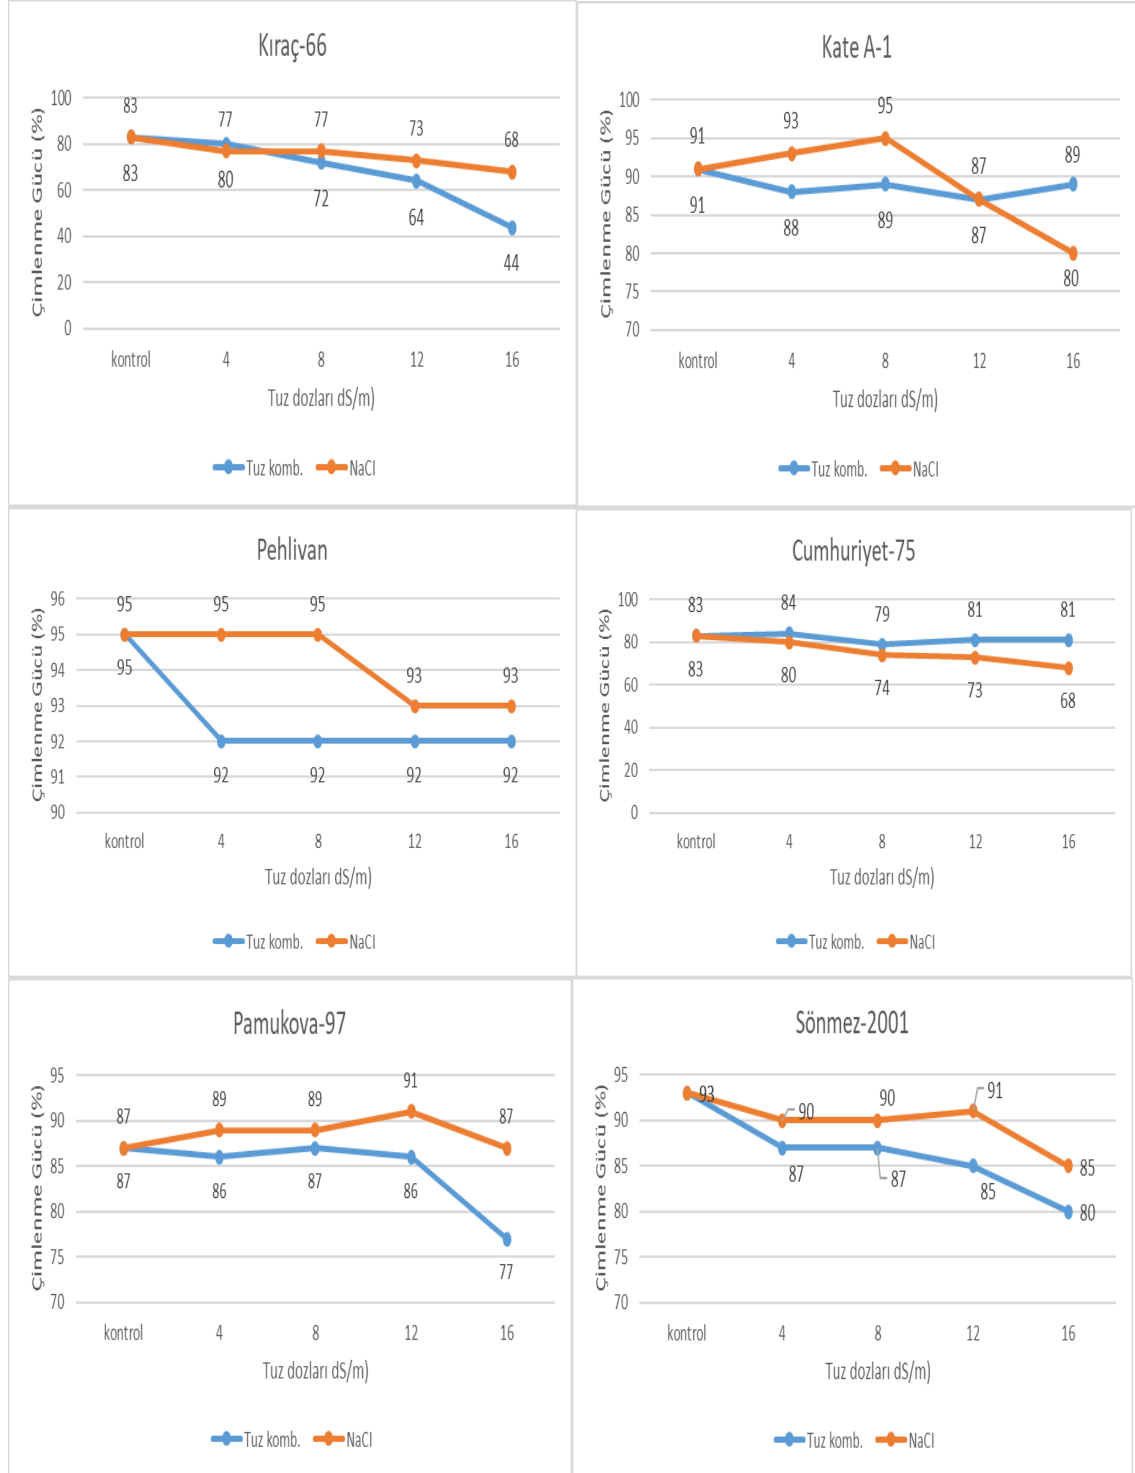 Kıraç-66
Çimlenme Gücü (%)
100
80
60
40
20
0
83 77 77 73 68
83 80 72 64 44
kontrol 4 8 12 16
Tuz dozları dS/m)
Tuz komb. NaCI
Kate A-1
Çimlenme Gücü (%)
100
95
90
85
80
75
70
91 93 95 87 89
91 88 89 87 80
kontrol 4 8 12 16
Tuz dozları dS/m)
Tuz komb. NaCI
Pehlivan
Çimlenme Gücü (%)
96
95
94
93
92
91
90
95 95 95 93 93
95 92 92 92 92
kontrol 4 8 12 16
Tuz dozları dS/m)
Tuz komb. NaCI
Cumhuriyet-75
Çimlenme Gücü (%)
100
80
60
40
20
0
83 84 79 81 81
83 80 74 73 68
kontrol 4 8 12 16
Tuz dozları dS/m)
Tuz komb. NaCI
Pamukova-97
Çimlenme Gücü (%)
95
90
85
80
75
70
87 89 89 91 87
87 86 87 86 77
kontrol 4 8 12 16
Tuz dozları dS/m)
Tuz komb. NaCI
Sönmez-2001
Çimlenme Gücü (%)
95
90
85
80
75
70
93 90 90 91 85
87 87 85 80
kontrol 4 8 12 16
Tuz dozları dS/m)
Tuz komb. NaCI